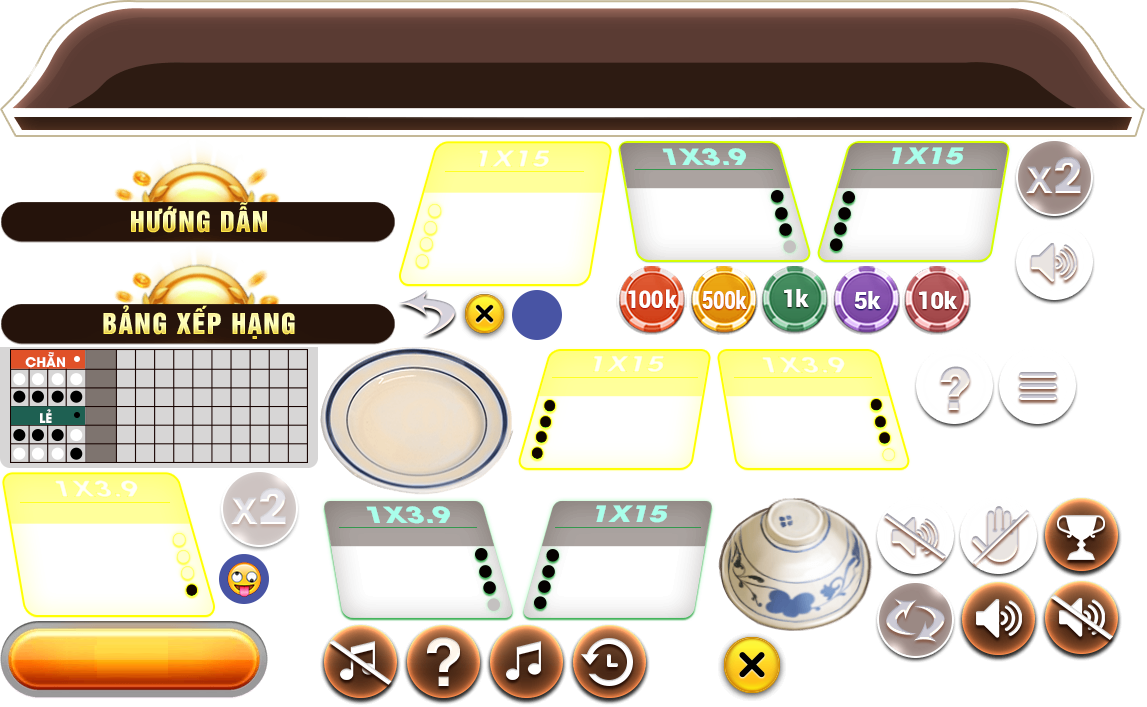 1X15
1X3.9
1X15
x2
HƯỚNG DẪN
BẢNG XẾP HẠNG
100k
500k
1k
5k
10k
CHẴN
LẺ
1X15
1X3.9
?
1X3.9
x2
1X3.9
1X15
?